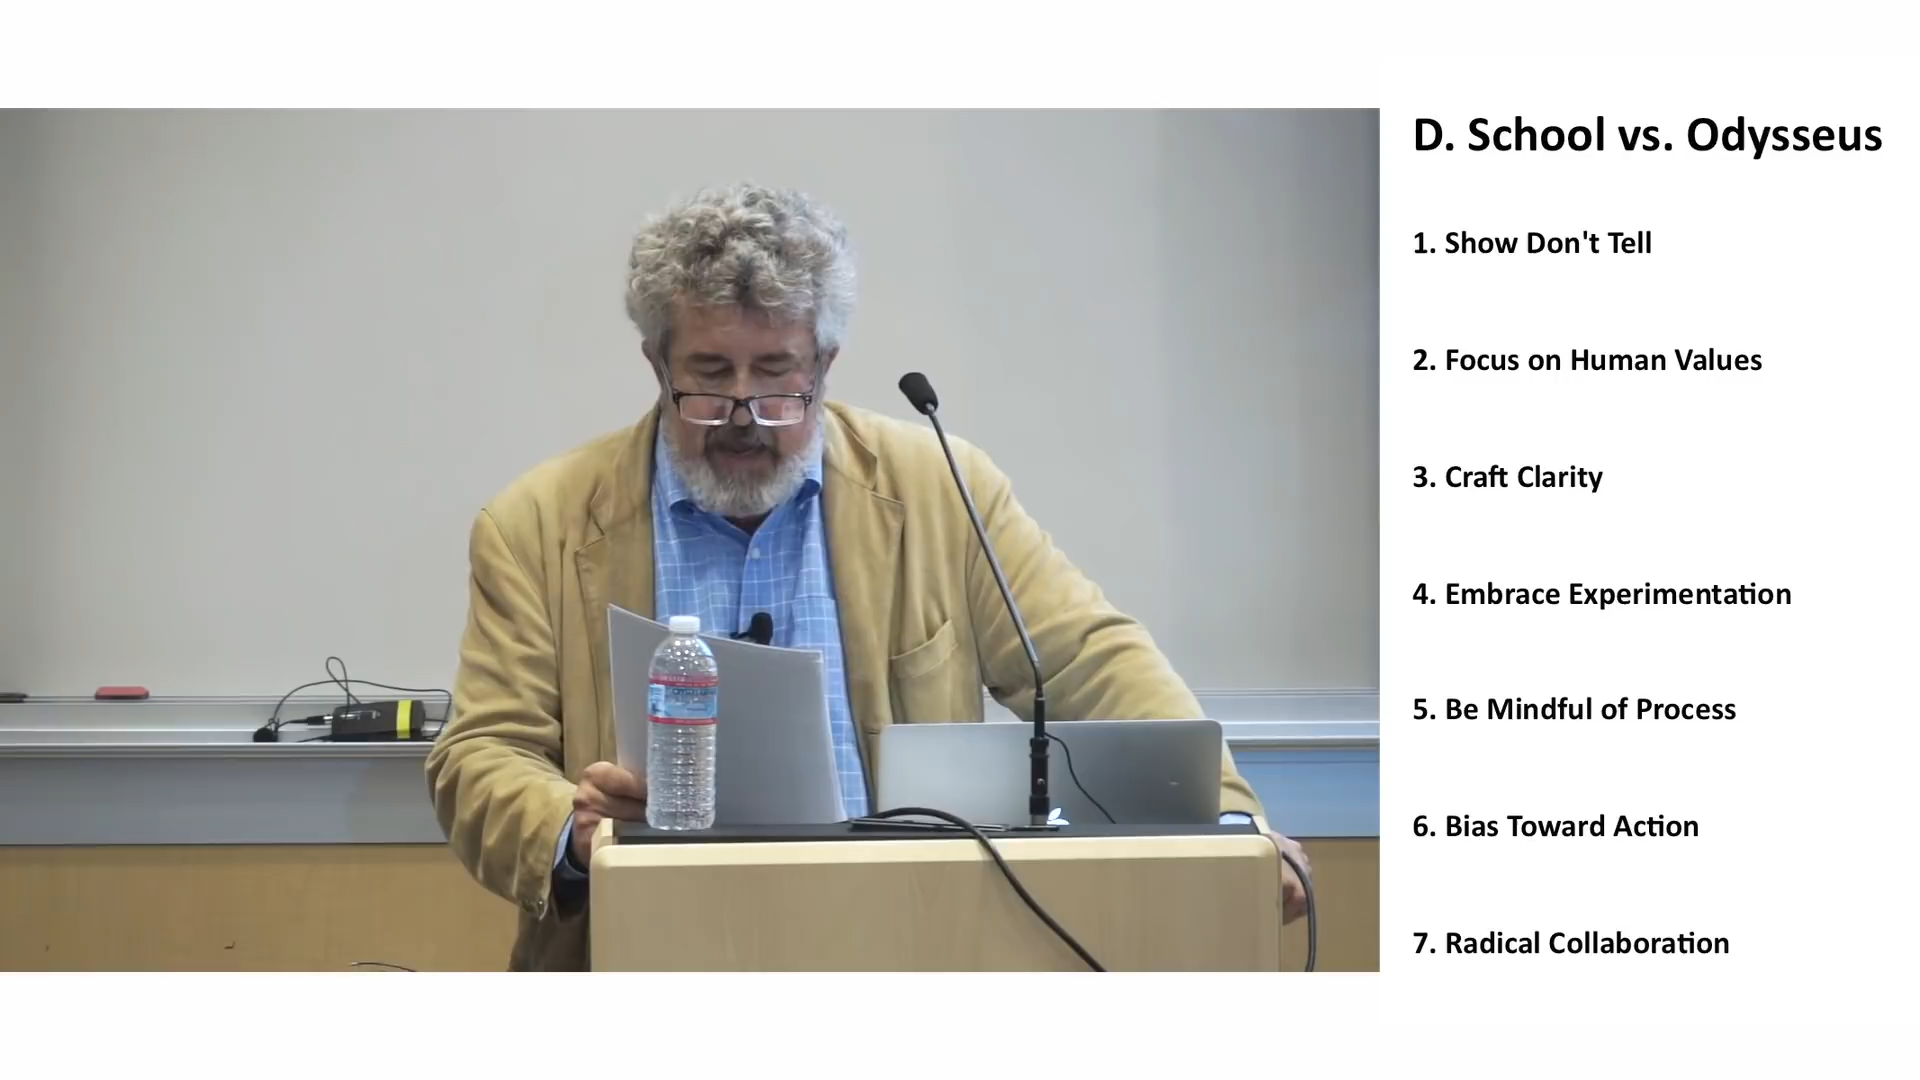 D. School vs. Odysseus
1. Show Don't Tell
2. Focus on Human Values
3. Craft Clarity
4. Embrace Experimentation
5. Be Mindful of Process
6. Bias Toward Action
7. Radical Collaboration